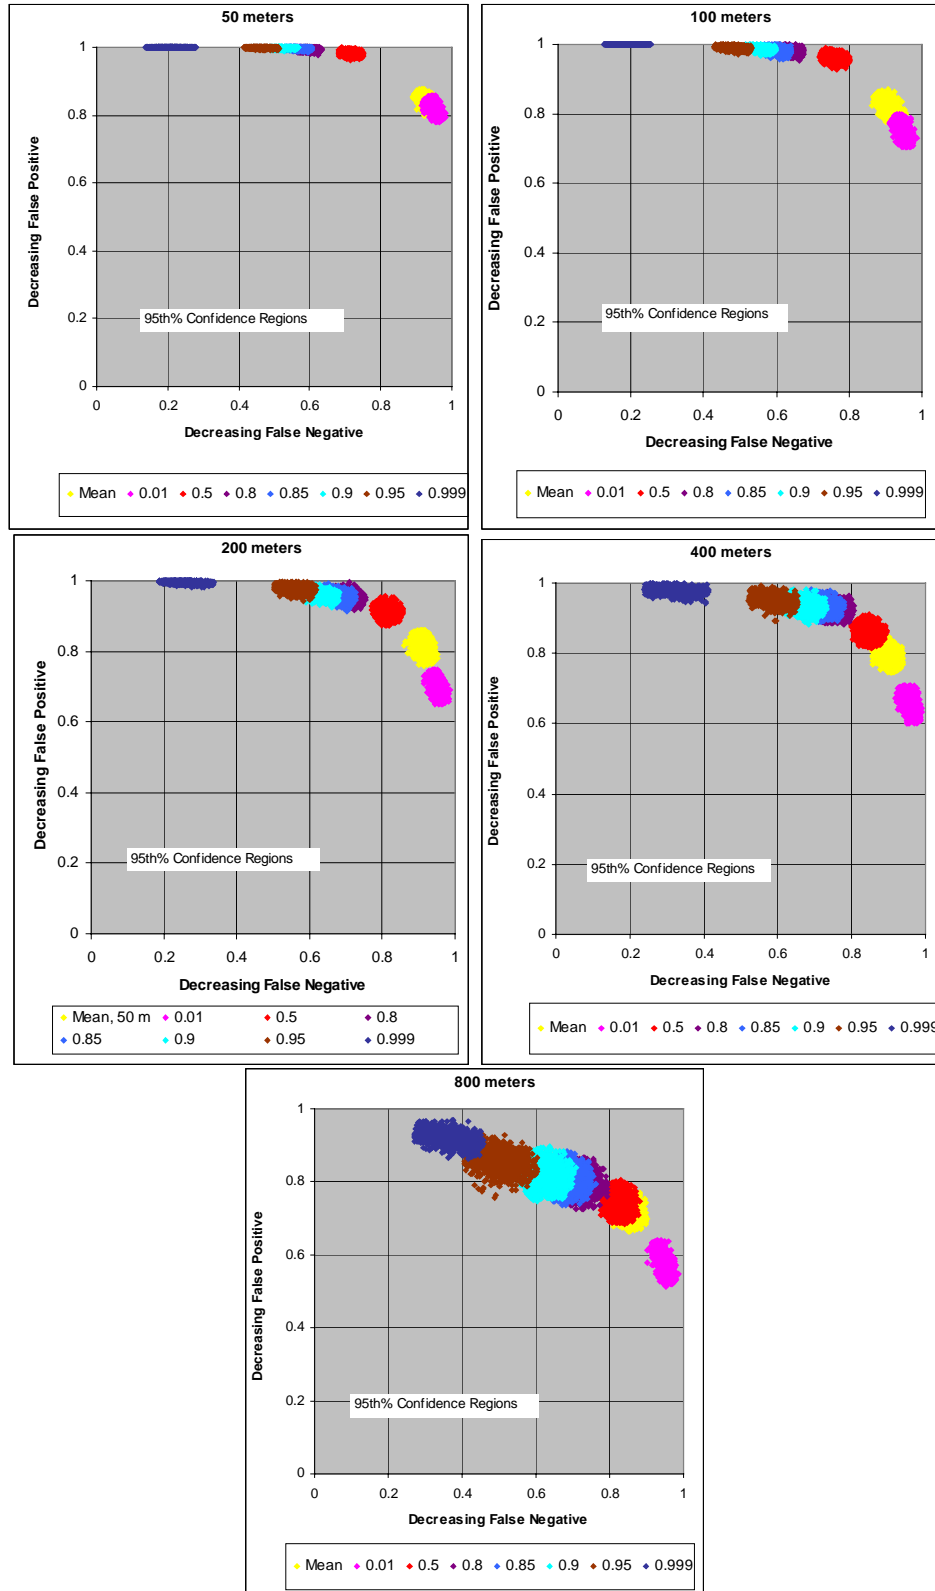 50 meters
1
0.8
0.6
0.4
0.2
0
0 0.2 0.4 0.6 0.8 1
Decreasing False Positive
95th% Confidence Regions
Decreasing False Negative
Mean 0.01 0.5 0.8 0.85 0.9 0.95 0.999
100 meters
1
0.8
0.6
0.4
0.2
0
0 0.2 0.4 0.6 0.8 1
Decreasing False Positive
95th% Confidence Regions
Decreasing False Negative
Mean 0.01 0.5 0.8 0.85 0.9 0.95 0.999
200 meters
1
0.8
0.6
0.4
0.2
0
0 0.2 0.4 0.6 0.8 1
Decreasing False Positive
95th% Confidence Regions
Decreasing False Negative
Mean, 50 m 0.01 0.5 0.8
0.85 0.9 0.95 0.999
400 meters
1
0.8
0.6
0.4
0.2
0
0 0.2 0.4 0.6 0.8 1
Decreasing False Positive
95th% Confidence Regions
Decreasing False Negative
Mean 0.01 0.5 0.8 0.85 0.9 0.95 0.999
800 meters
1
0.8
0.6
0.4
0.2
0
0 0.2 0.4 0.6 0.8 1
Decreasing False Positive
95th% Confidence Regions
Decreasing False Negative
Mean 0.01 0.5 0.8 0.85 0.9 0.95 0.999